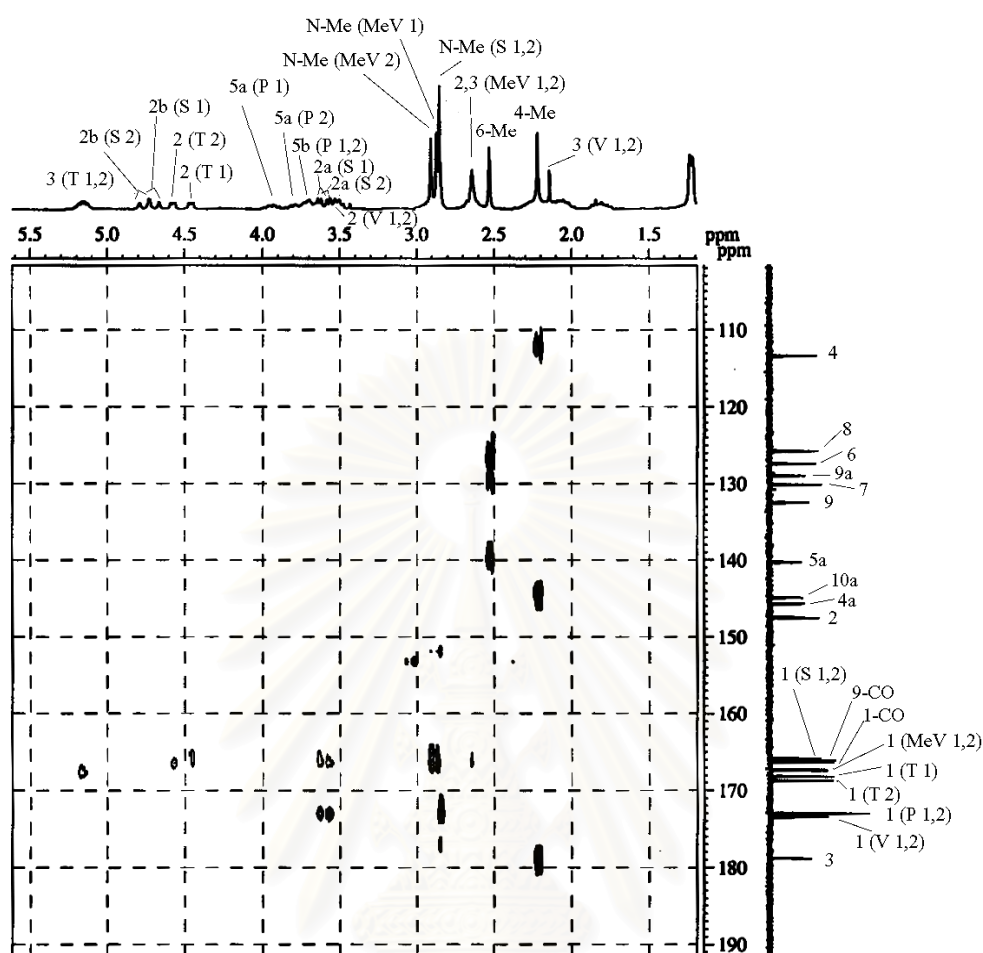 N-Me (MeV 1)
N-Me (S 1,2)
N-Me (MeV 2)
2,3 (MeV 1,2)
5a (P 1)
4-Me
2b (S 1)
5a (P 2)
6-Me
2b (S 2)
2 (T 2)
5b (P 1,2)
3 (V 1,2)
3 (T 1,2)
2 (T 1)
2a (S 1)
2a (S 2)
2 (V 1,2)
5.5 5.0 4.5 4.0 3.5 3.0 2.5 2.0 1.5 ppm
ppm
110
4
120
8
6
9a
130
7
9
140
5a
10a
4a
2
150
1 (S 1,2)
9-CO
160
1-CO
1 (MeV 1,2)
1 (T 1)
170
1 (T 2)
1 (P 1,2)
1 (V 1,2)
180
3
190